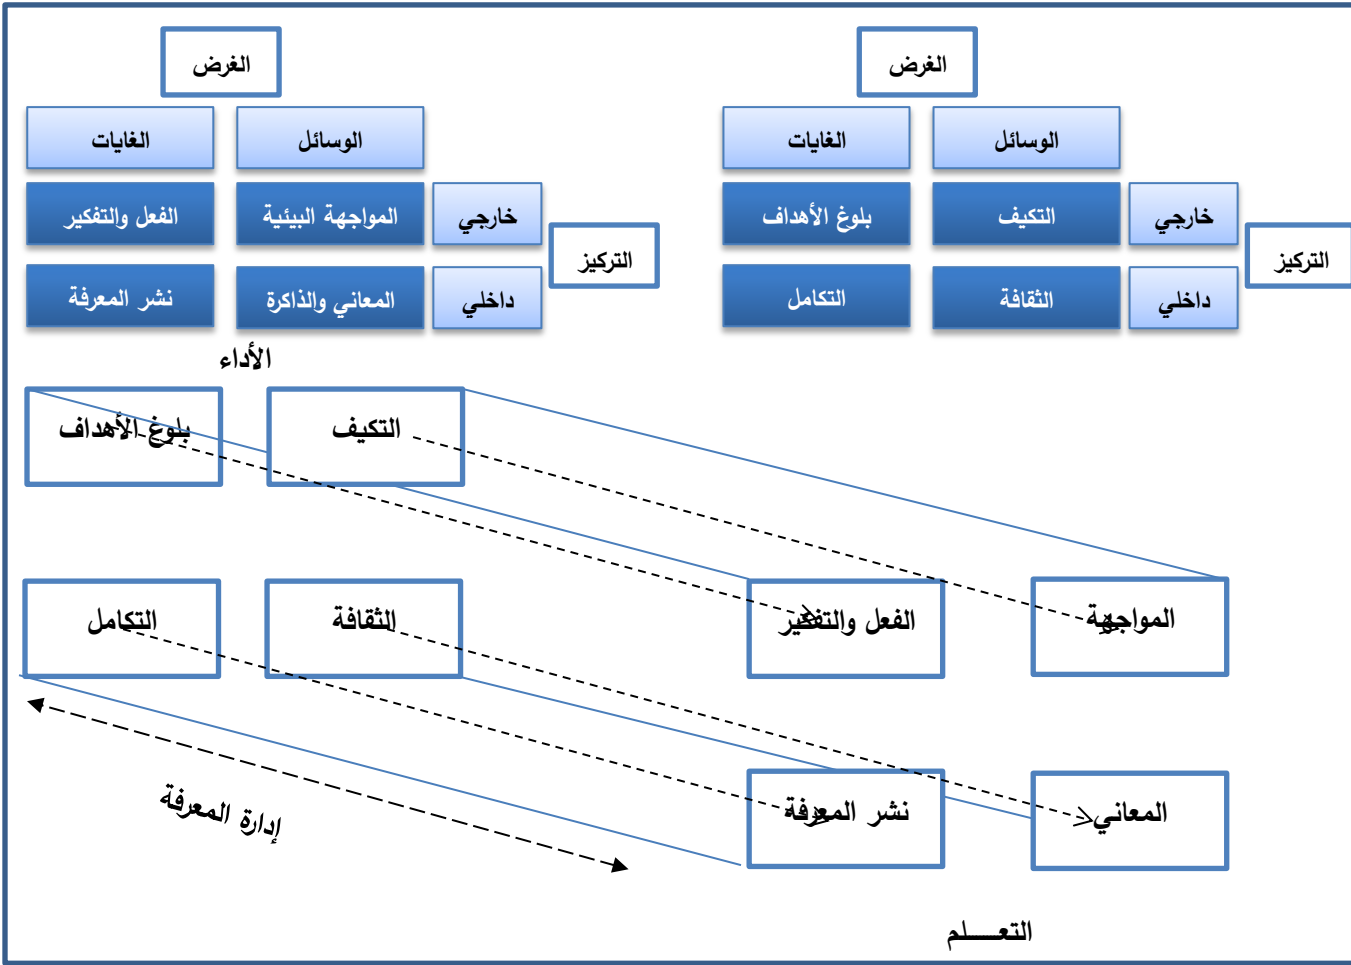 الغرض
الغرض
الوسائل
الغايات
الوسائل
الغايات
خارجي
التكيف
بلوغ الأهداف
خارجي
المواجهة البيئية
الفعل والتفكير
التركيز
التركيز
داخلي
الثقافة
التكامل
داخلي
المعاني والذاكرة
نشر المعرفة
الأداء
التكيف
بلوغ الأهداف
المواجهة
الفعل والتفكير
الثقافة
التكامل
المعاني
نشر المعرفة
إدارة المعرفة
التعـــــلم